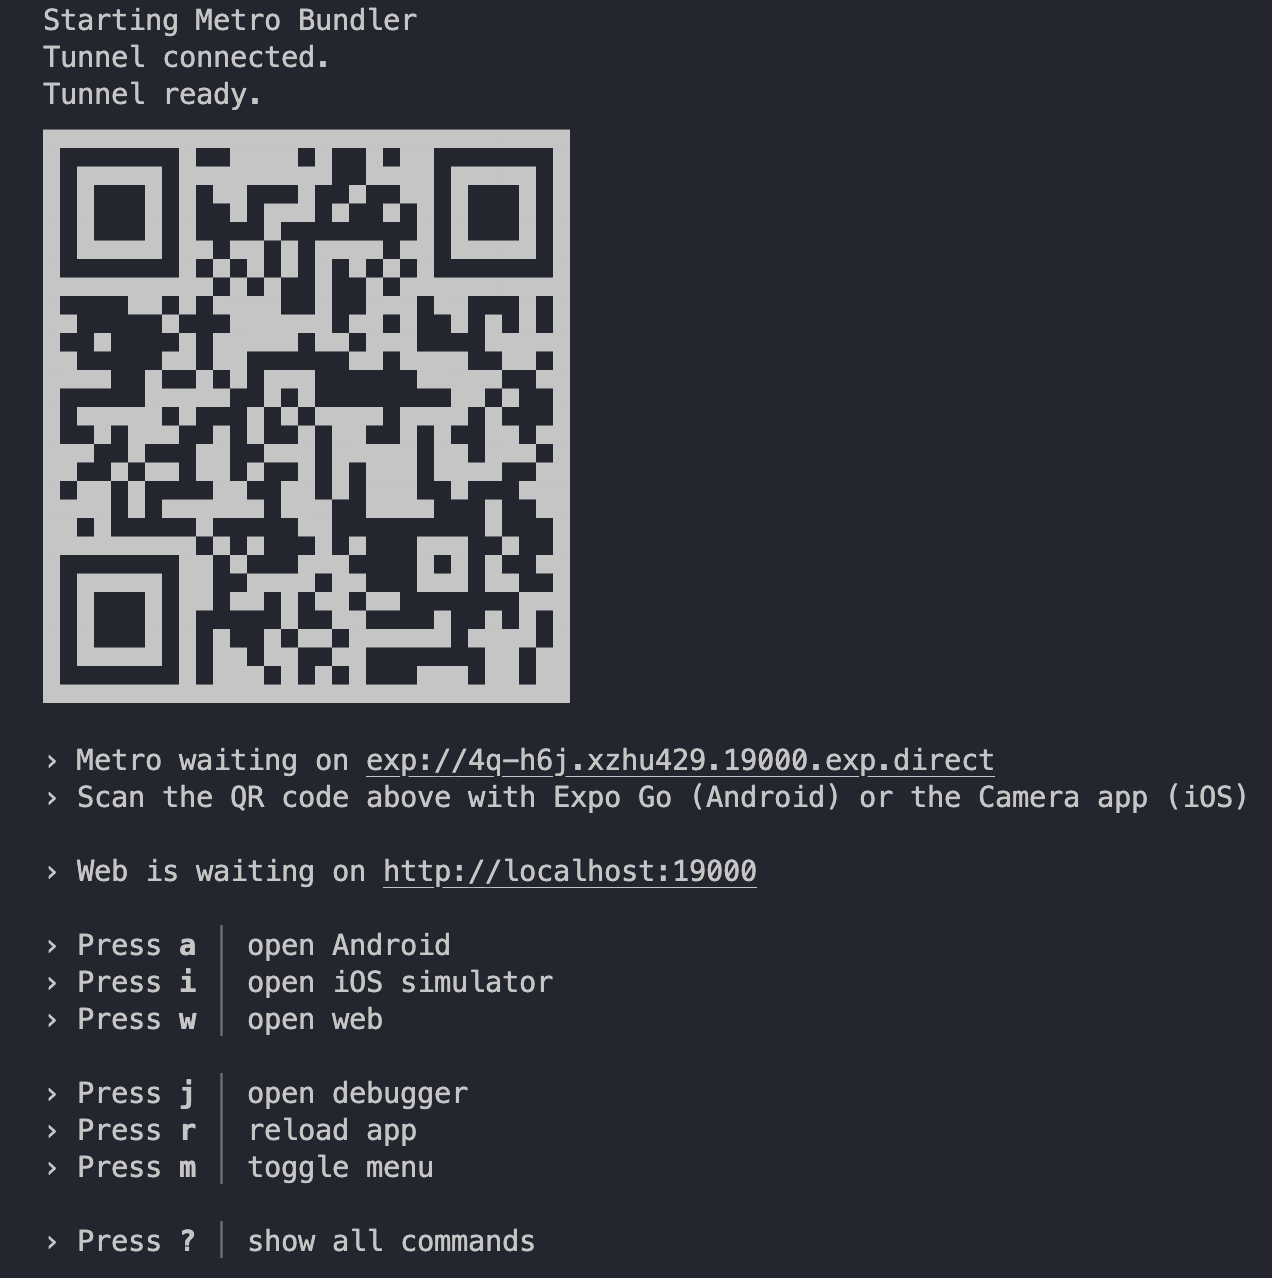 Starting Metro Bundler
Tunnel connected.
Tunnel ready.
› Metro waiting on exp://4q-h6j.xzhu429.19000.exp.direct
› Scan the QR code above with Expo Go (Android) or the Camera app (iOS)
› Web is waiting on http://localhost:19000
› Press a │ open Android
› Press i │ open iOS simulator
› Press w │ open web
› Press j │ open debugger
› Press r │ reload app
› Press m │ toggle menu
› Press ? │ show all commands